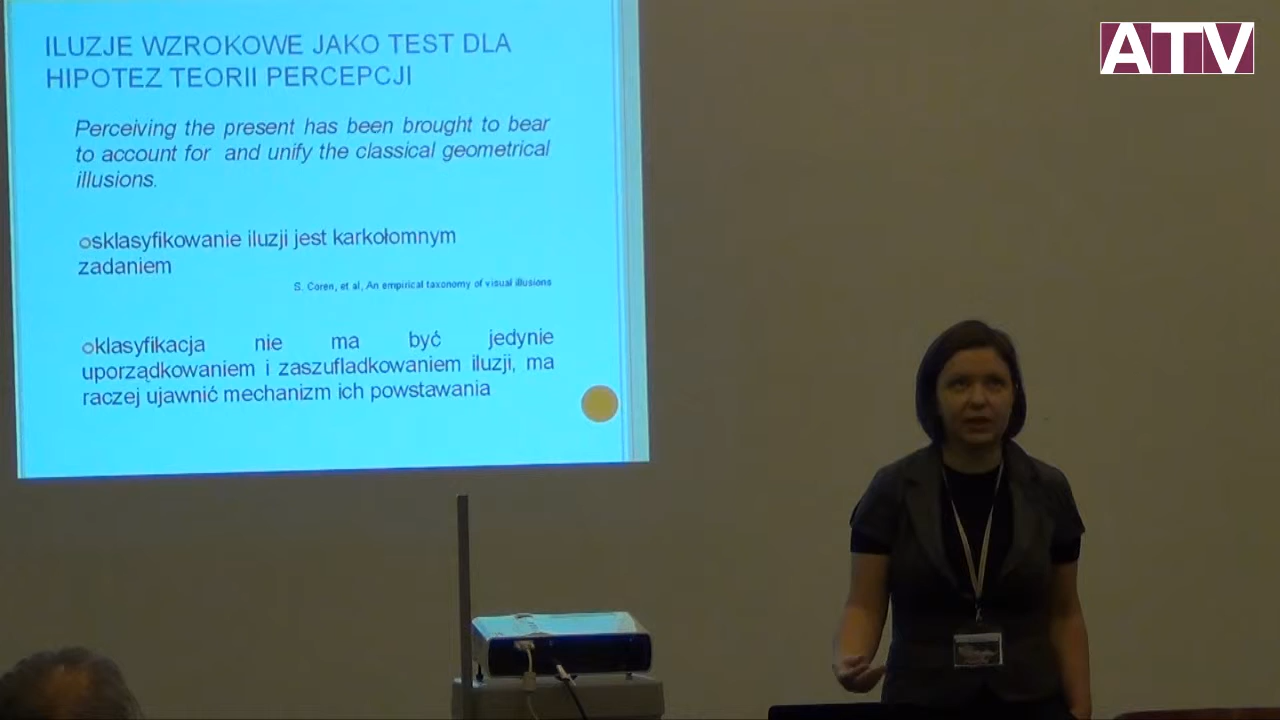 ATV
ILUZJE WZROKOWE JAKO TEST DLA
HIPOTEZ TEORII PERCEPCJI
Perceiving the present has been brought to bear
to account for and unify the classical geometrical
illusions.
sklasyfikowanie iluzji jest karkołomnym
zadaniem
S. Coren, et al, An empirical taxonomy of visual illusions
klasyfikacja nie ma być jedynie
uporządkowaniem i zaszufladkowaniem iluzji, ma
raczej ujawnić mechanizm ich powstawania